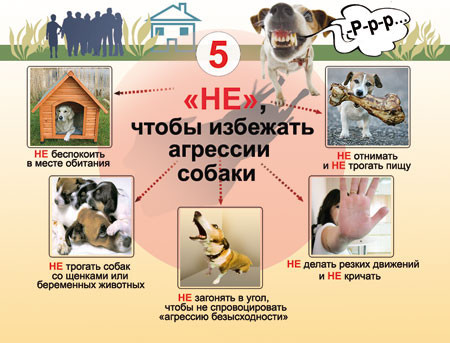 -Р-р-р...
5
«НЕ»,
чтобы избежать
агрессии
собаки
НЕ беспокоить
в месте обитания
НЕ отнимать
и НЕ трогать пищу
НЕ трогать собак
со щенками или
беременных животных
НЕ загонять в угол,
чтобы не спровоцировать
«агрессию безысходности»
НЕ делать резких движений
и НЕ кричать